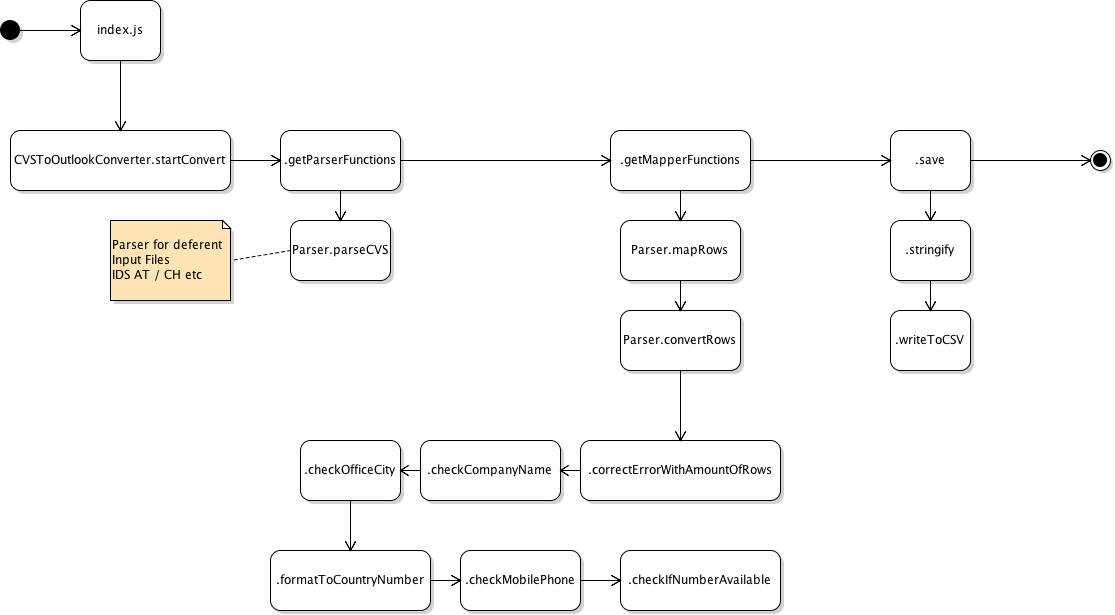 index.js
CVSToOutlookConverter.startConvert
.getParserFunctions
.getMapperFunctions
.save
Parser for deferent
Input Files
IDS AT / CH etc
Parser.parseCVS
Parser.mapRows
.stringify
Parser.convertRows
.writeToCSV
.checkOfficeCity
.checkCompanyName
.correctErrorWithAmountOfRows
.formatToCountryNumber
.checkMobilePhone
.checkIfNumberAvailable